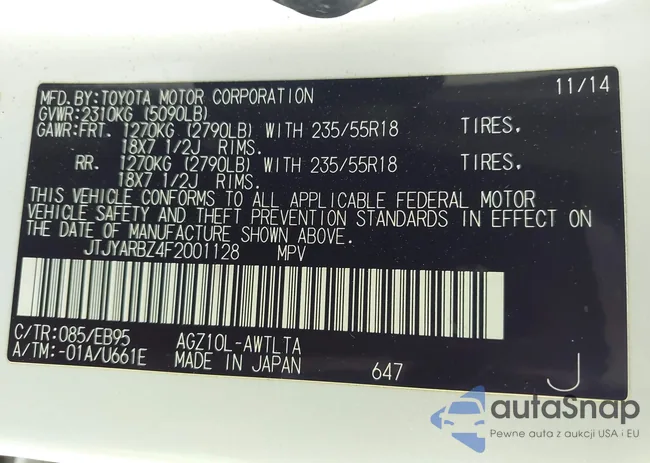 MFD.BY:TOYOTA MOTOR CORPORATION 11/14
GVWR:2310KG (5090LB)
GAWR:FRT. 1270KG (2790LB) WITH 235/55R18 TIRES.
18X7 1/2J RIMS.
RR. 1270KG (2790LB) WITH 235/55R18 TIRES.
18X7 1/2J RIMS.
THIS VEHICLE CONFORMS TO ALL APPLICABLE FEDERAL MOTOR
VEHICLE SAFETY AND THEFT PREVENTION STANDARDS IN EFFECT ON
THE DATE OF MANUFACTURE SHOWN ABOVE.
JTJYARBZ4F2001128 MPV
C/TR:085/EB95 AGZ10L-AWTLTA
A/TM:-01A/U661E MADE IN JAPAN 647 J
autaSnap
Pewne auta z aukcji USA i EU